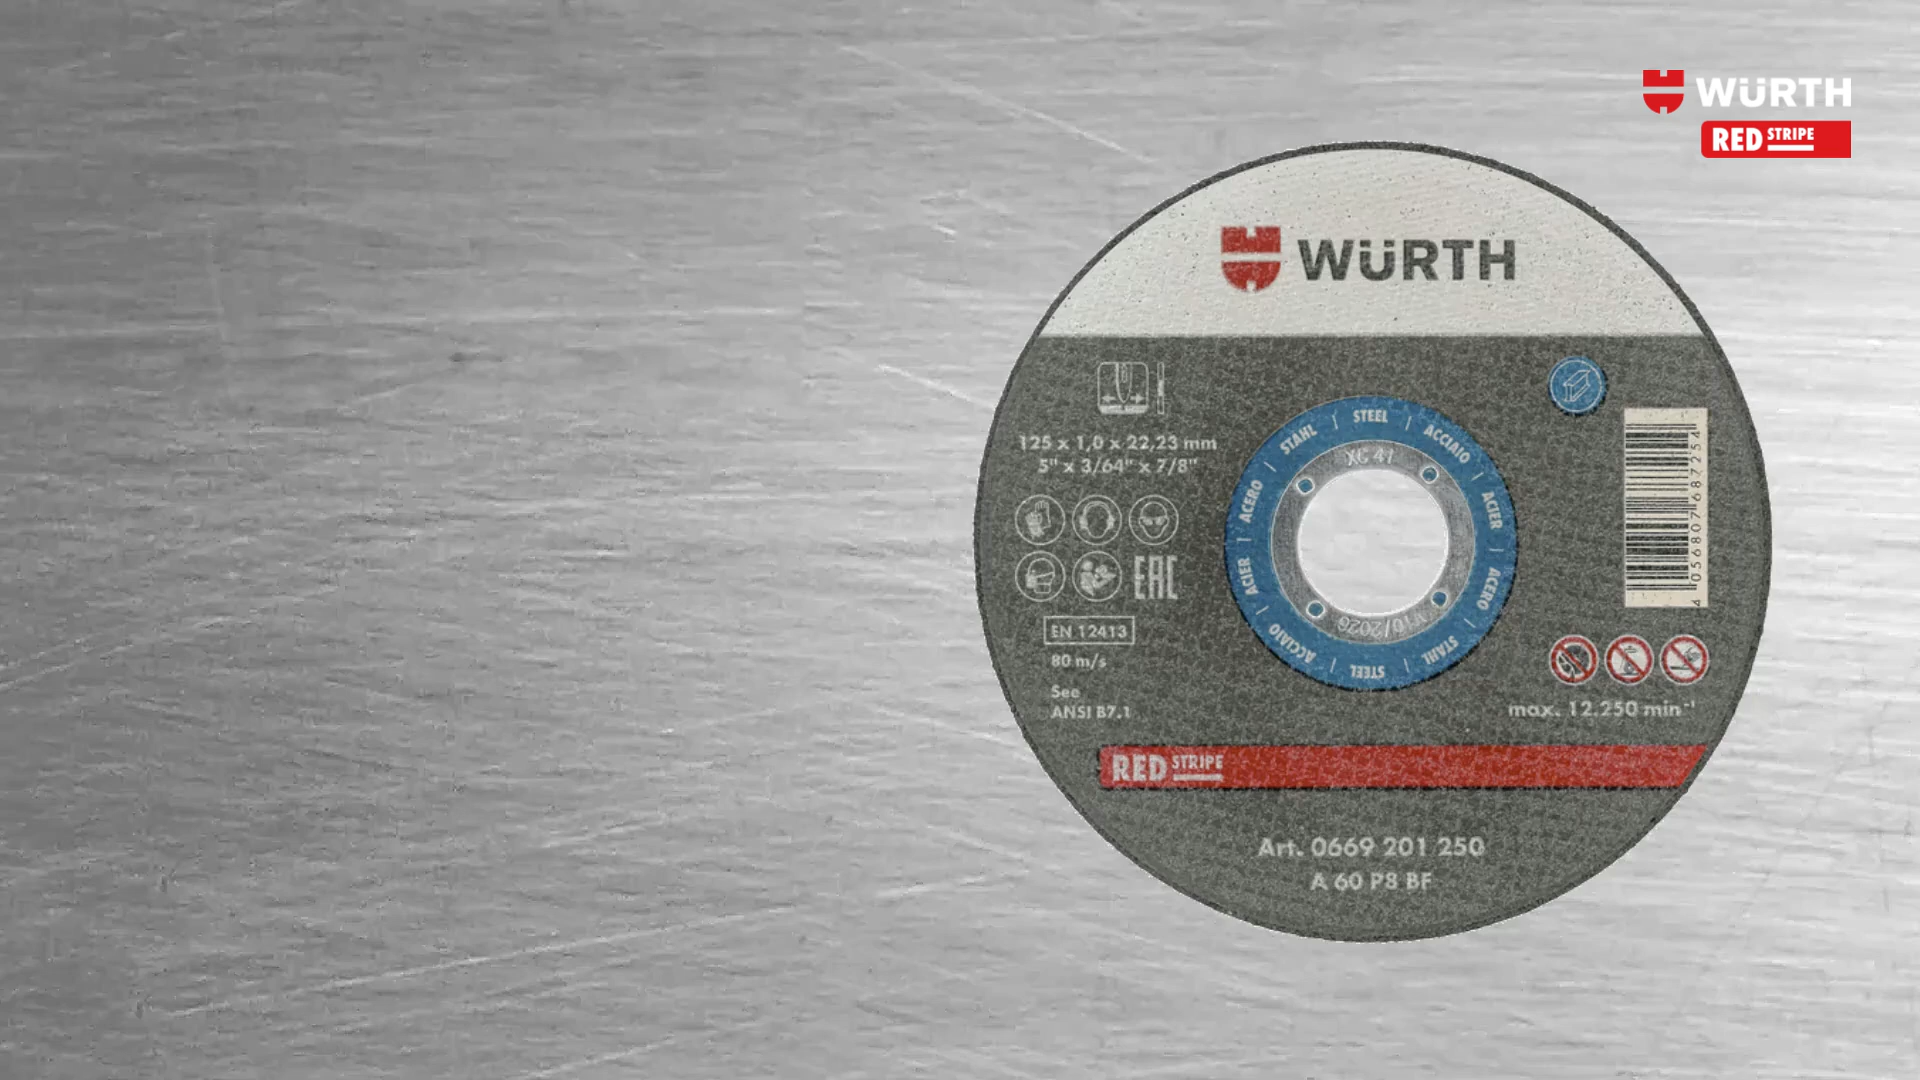 WÜRTH
RED STRIPE
WÜRTH
125 x 1,0 x 22,23 mm
5" x 3/64" x 7/8"
EAC
EN 12413
80 m/s
See
ANSI B7.1
STEEL | ACCIAIO | ACIER | ACERO | STAHL | STEEL | ACCIAIO | ACIER | ACERO | STAHL
XC 41
10/2026
4 056807 687254
max. 12.250 min⁻¹
RED STRIPE
Art. 0669 201 250
A 60 P8 BF